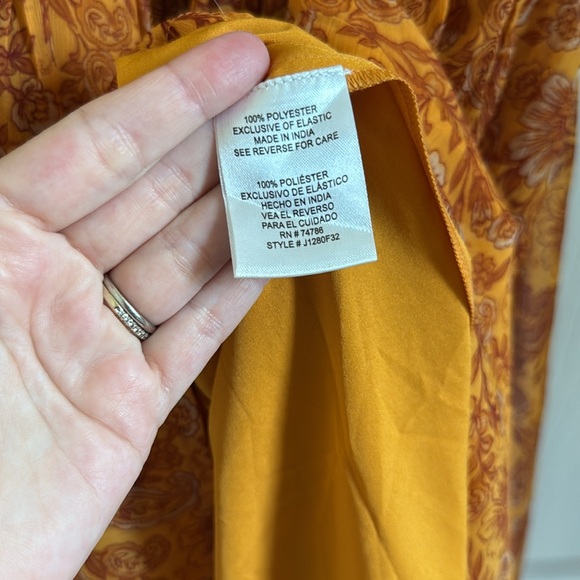 100% POLYESTER
EXCLUSIVE OF ELASTIC
MADE IN INDIA
SEE REVERSE FOR CARE
100% POLIÉSTER
EXCLUSIVO DE ELÁSTICO
HECHO EN INDIA
VEA EL REVERSO
PARA EL CUIDADO
RN # 74786
STYLE # J1280F32